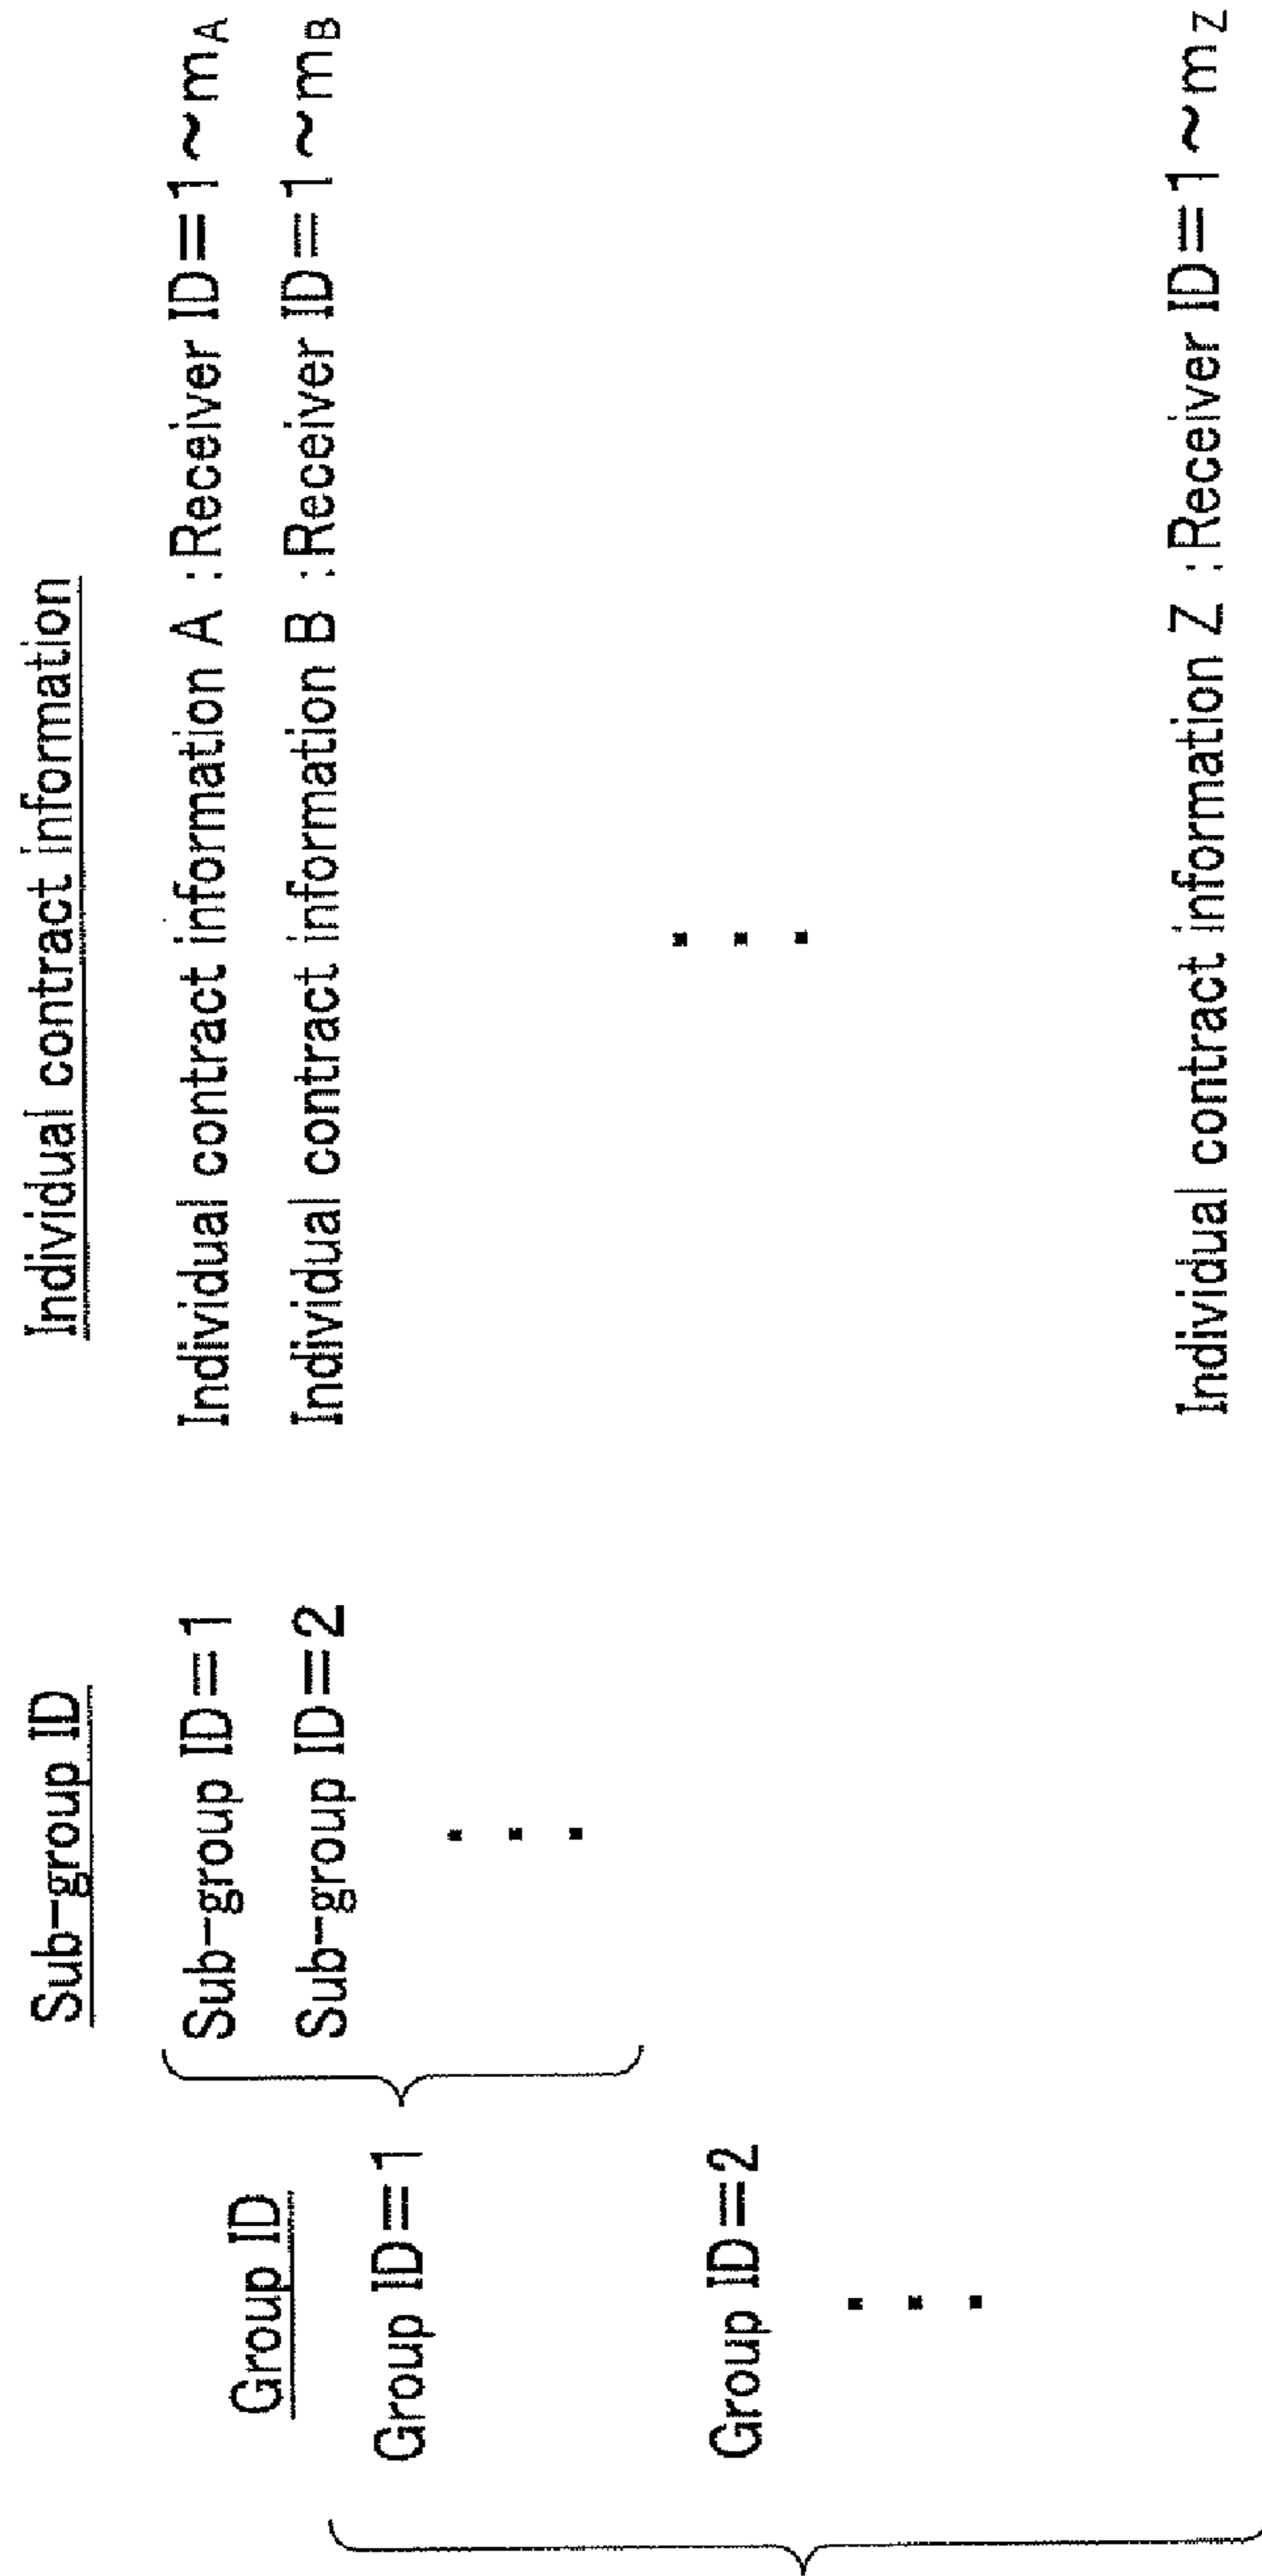 Group ID
Sub-group ID
Individual contract information
Group ID=1
Sub-group ID=1
Individual contract information A :Receiver ID=1~mA
Sub-group ID=2
Individual contract information B :Receiver ID=1~mB
Group ID=2
Individual contract information Z :Receiver ID=1~mZ